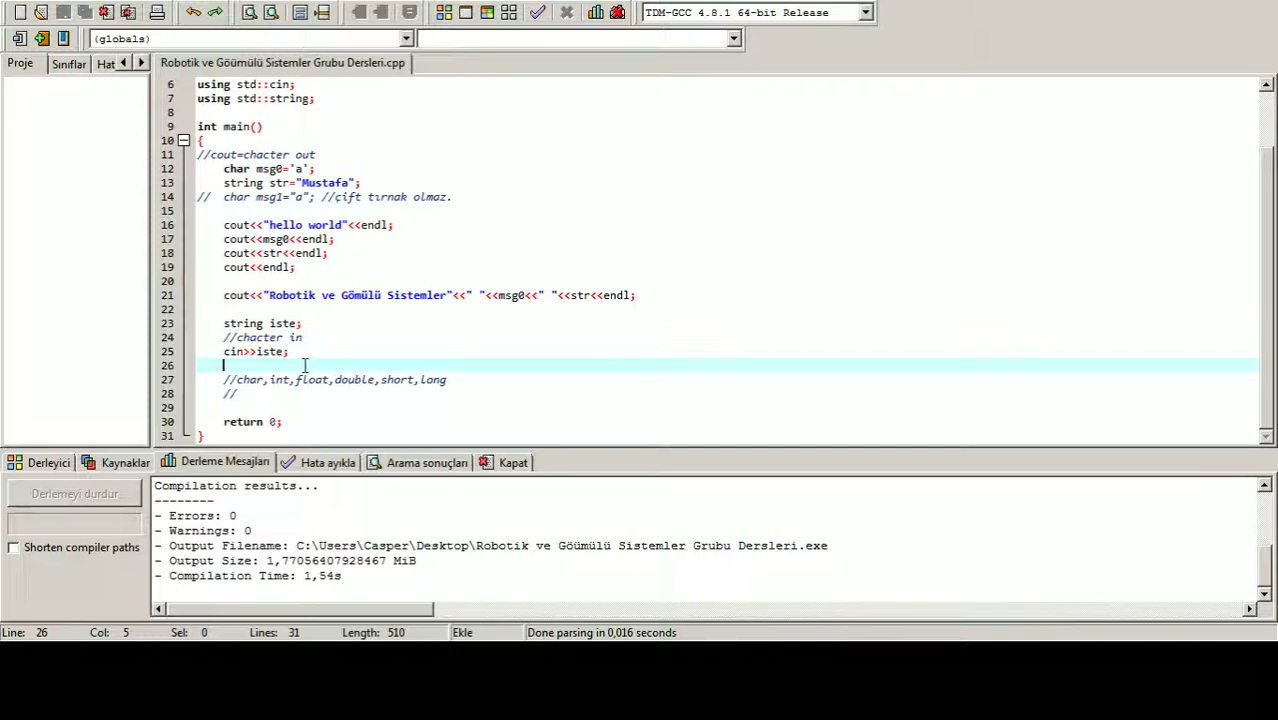 TDM-GCC 4.8.1 64-bit Release
(globals)
Proje Sınıflar Hat
Robotik ve Göümülü Sistemler Grubu Dersleri.cpp
6 using std::cin;
7 using std::string;
8
9 int main()
10 {
11 //cout=chacter out
12 char msg0='a';
13 string str="Mustafa";
14 // char msg1="a"; //çift tırnak olmaz.
15
16 cout<<"hello world"<<endl;
17 cout<<msg0<<endl;
18 cout<<str<<endl;
19 cout<<endl;
20
21 cout<<"Robotik ve Gömülü Sistemler"<<" "<<msg0<<" "<<str<<endl;
22
23 string iste;
24 //chacter in
25 cin>>iste;
26
27 //char,int,float,double,short,long
28 //
29
30 return 0;
31 }
Derleyici Kaynaklar Derleme Mesajları Hata ayıkla Arama sonuçları Kapat
Derlemeyi durdur...
Shorten compiler paths
Compilation results...
--------
- Errors: 0
- Warnings: 0
- Output Filename: C:\Users\Casper\Desktop\Robotik ve Göümülü Sistemler Grubu Dersleri.exe
- Output Size: 1,77056407928467 MiB
- Compilation Time: 1,54s
Line: 26 Col: 5 Sel: 0 Lines: 31 Length: 510 Ekle Done parsing in 0,016 seconds